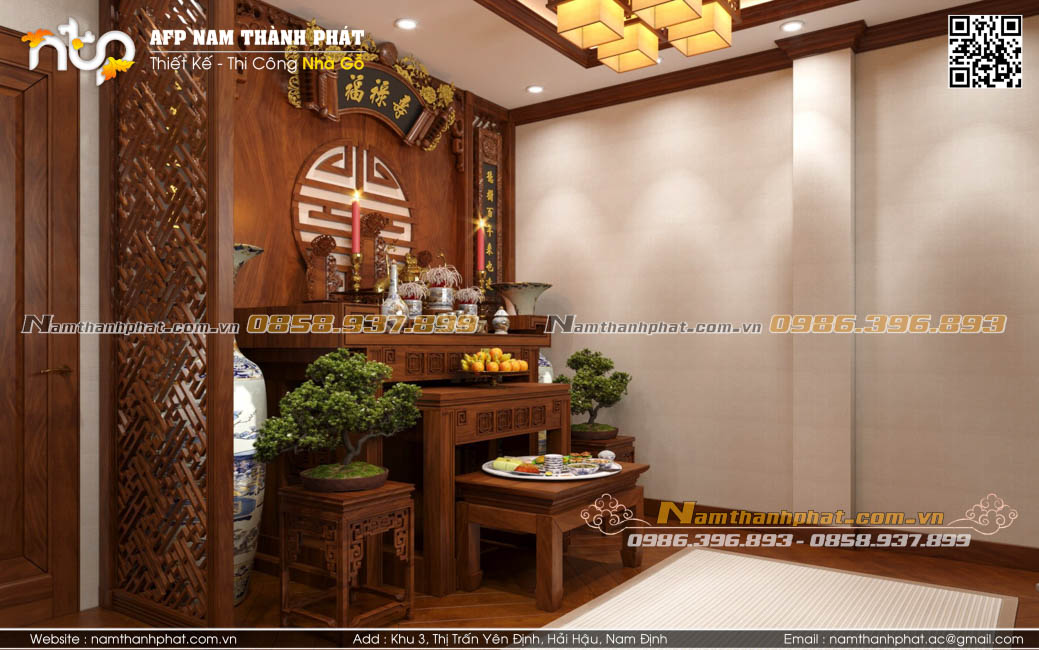 ntp
AFP NAM THÀNH PHÁT
Thiết Kế - Thi Công Nhà Gỗ
福祿壽
Namthanhphat.com.vn 0858.937.899
Namthanhphat.com.vn 0986.396.893
Namthanhphat.com.vn
0986.396.893 - 0858.937.899
Website : namthanhphat.com.vn
Add : Khu 3, Thị Trấn Yên Định, Hải Hậu, Nam Định
Email : namthanhphat.ac@gmail.com